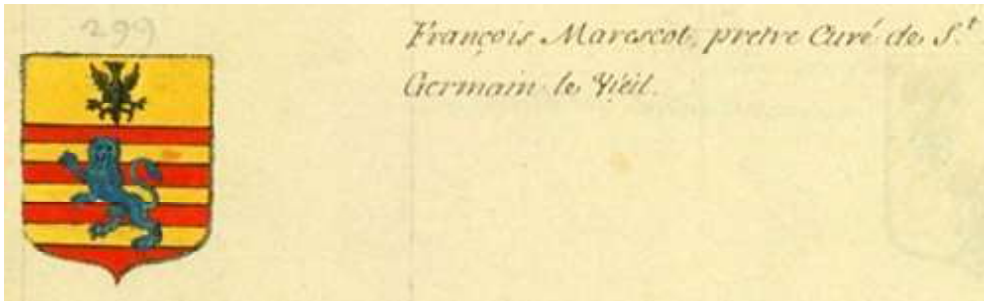 299
François Marescot, pretre Curé de S.t
Germain le Vieil.